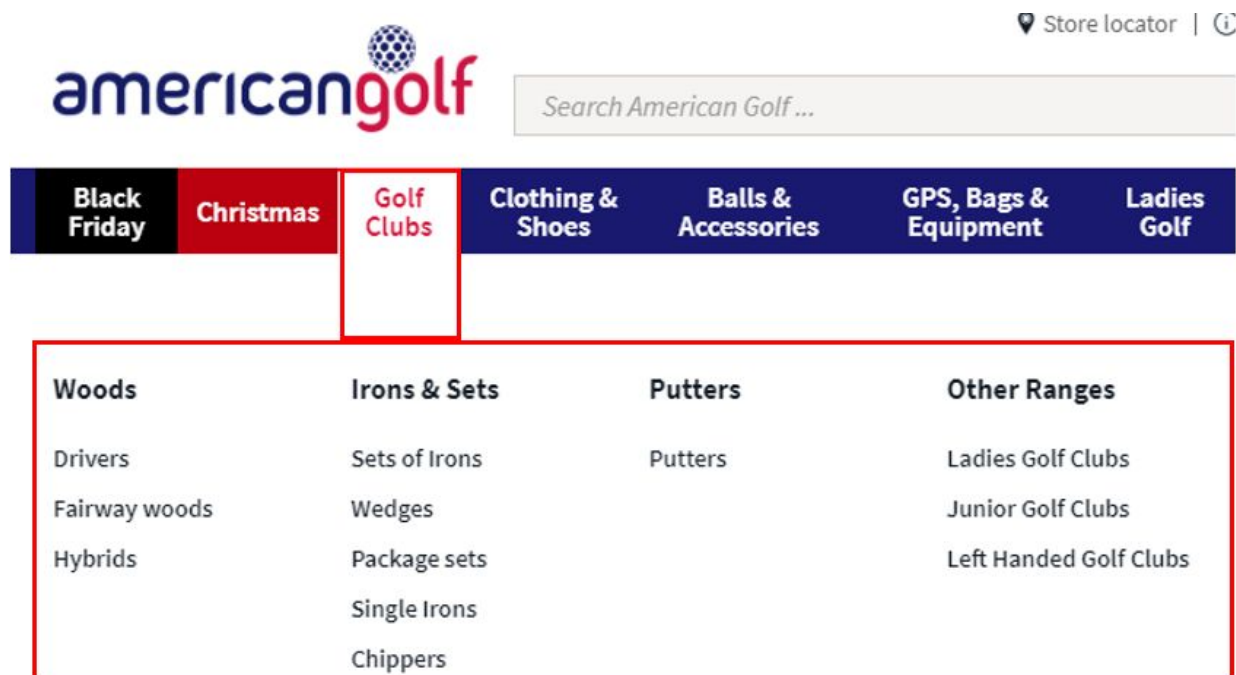 Store locator |
americangolf
Search American Golf ...
Black Friday
Christmas
Golf Clubs
Clothing & Shoes
Balls & Accessories
GPS, Bags & Equipment
Ladies Golf
Woods
Drivers
Fairway woods
Hybrids
Irons & Sets
Sets of Irons
Wedges
Package sets
Single Irons
Chippers
Putters
Putters
Other Ranges
Ladies Golf Clubs
Junior Golf Clubs
Left Handed Golf Clubs